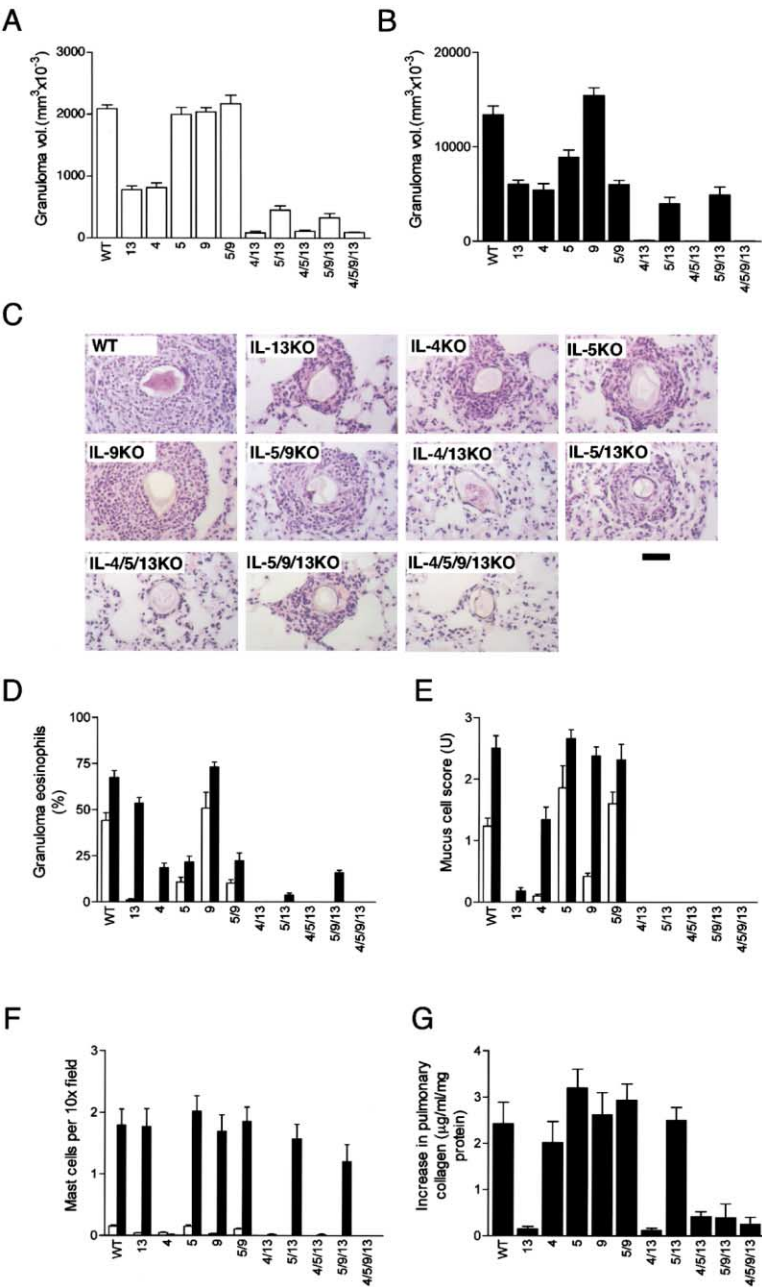 A
Granuloma vol.(mm3x10-3)
3000
2000
1000
0
WT 13 4 5 9 5/9 4/13 5/13 4/5/13 5/9/13 4/5/9/13
B
Granuloma vol.(mm3x10-3)
20000
10000
0
WT 13 4 5 9 5/9 4/13 5/13 4/5/13 5/9/13 4/5/9/13
C
WT IL-13KO IL-4KO IL-5KO
IL-9KO IL-5/9KO IL-4/13KO IL-5/13KO
IL-4/5/13KO IL-5/9/13KO IL-4/5/9/13KO
D
Granuloma eosinophils
(%)
100
75
50
25
0
WT 13 4 5 9 5/9 4/13 5/13 4/5/13 5/9/13 4/5/9/13
E
Mucus cell score (U)
3
2
1
0
WT 13 4 5 9 5/9 4/13 5/13 4/5/13 5/9/13 4/5/9/13
F
Mast cells per 10x field
3
2
1
0
WT 13 4 5 9 5/9 4/13 5/13 4/5/13 5/9/13 4/5/9/13
G
Increase in pulmonary
collagen (µg/ml/mg
protein)
4
3
2
1
0
WT 13 4 5 9 5/9 4/13 5/13 4/5/13 5/9/13 4/5/9/13